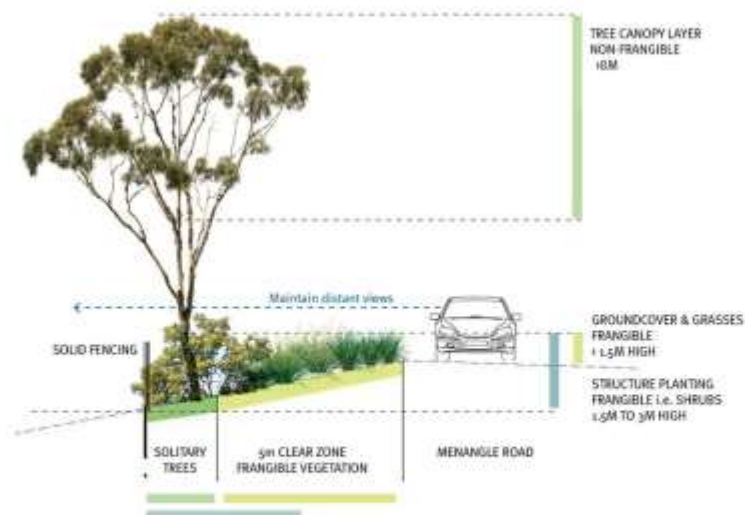 TREE CANOPY LAYER
NON-FRANGIBLE
18M
Maintain distant views
SOLID FENCING
GROUNDCOVER & GRASSES
FRANGIBLE
1.5M HIGH
STRUCTURE PLANTING
FRANGIBLE i.e. SHRUBS
1.5M TO 3M HIGH
SOLITARY
TREES
5m CLEAR ZONE
FRANGIBLE VEGETATION
MENANGLE ROAD